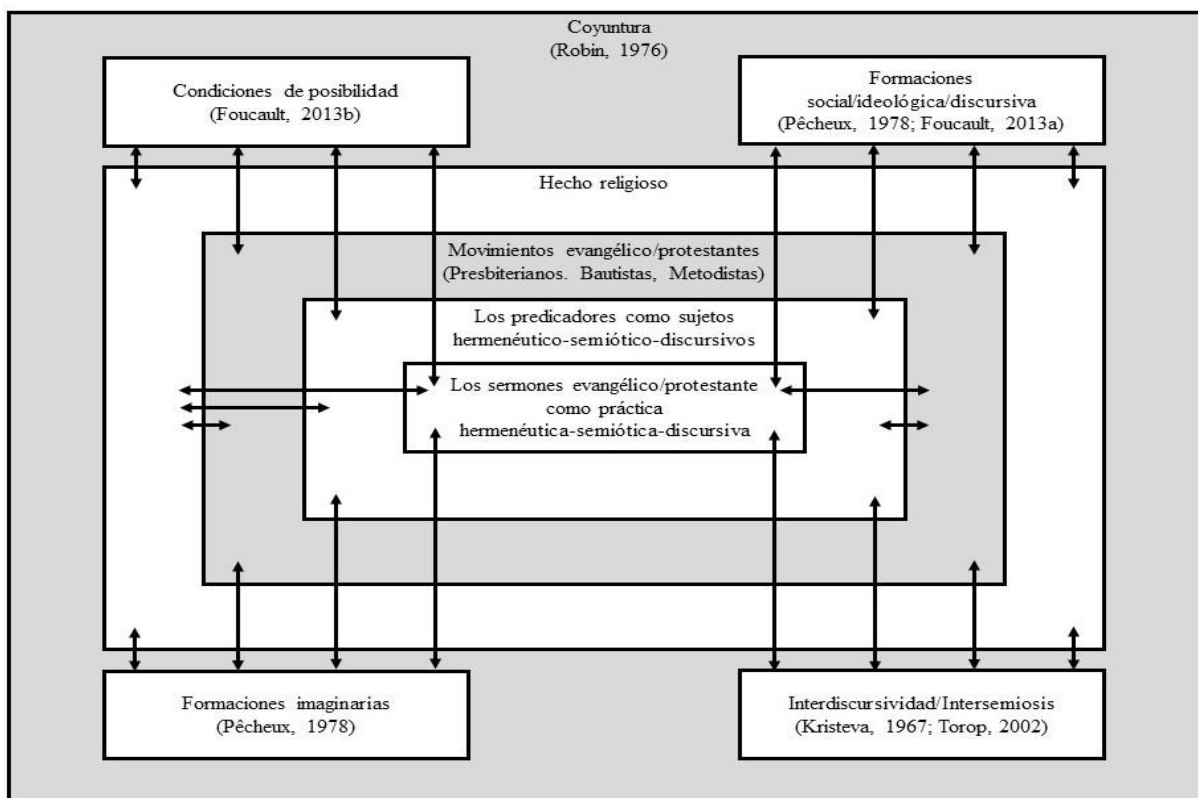 Coyuntura
(Robin, 1976)
Condiciones de posibilidad
(Foucault, 2013b)
Formaciones
social/ideológica/discursiva
(Pêcheux, 1978; Foucault, 2013a)
Hecho religioso
Movimientos evangélico/protestantes
(Presbiterianos. Bautistas, Metodistas)
Los predicadores como sujetos
hermenéutico-semiótico-discursivos
Los sermones evangélico/protestante
como práctica
hermenéutica-semiótica-discursiva
Formaciones imaginarias
(Pêcheux, 1978)
Interdiscursividad/Intersemiosis
(Kristeva, 1967; Torop, 2002)